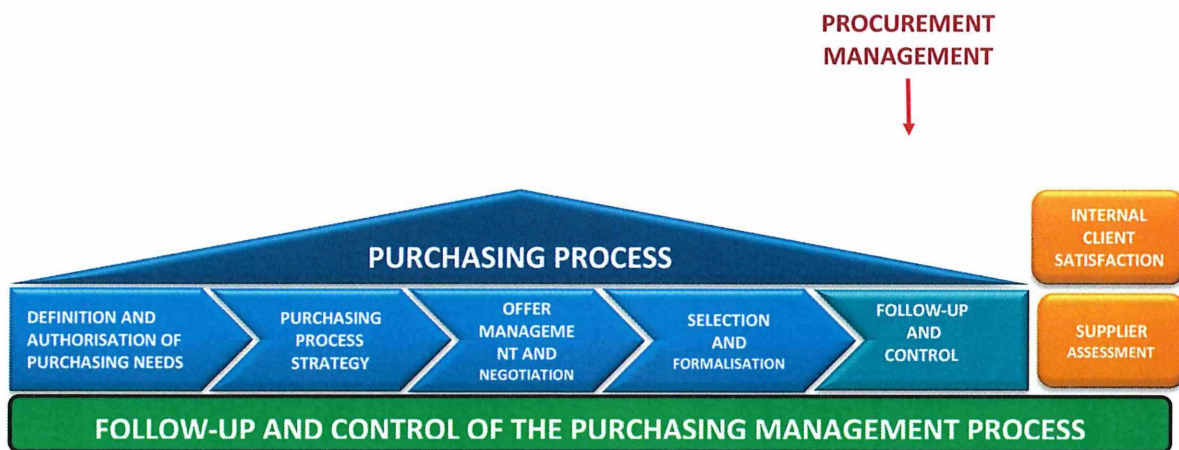 PROCUREMENT
MANAGEMENT
PURCHASING PROCESS
INTERNAL
CLIENT
SATISFACTION
DEFINITION AND
AUTHORISATION OF
PURCHASING NEEDS
PURCHASING
PROCESS
STRATEGY
OFFER
MANAGEME
NT AND
NEGOTIATION
SELECTION
AND
FORMALISATION
FOLLOW-UP
AND
CONTROL
SUPPLIER
ASSESSMENT
FOLLOW-UP AND CONTROL OF THE PURCHASING MANAGEMENT PROCESS